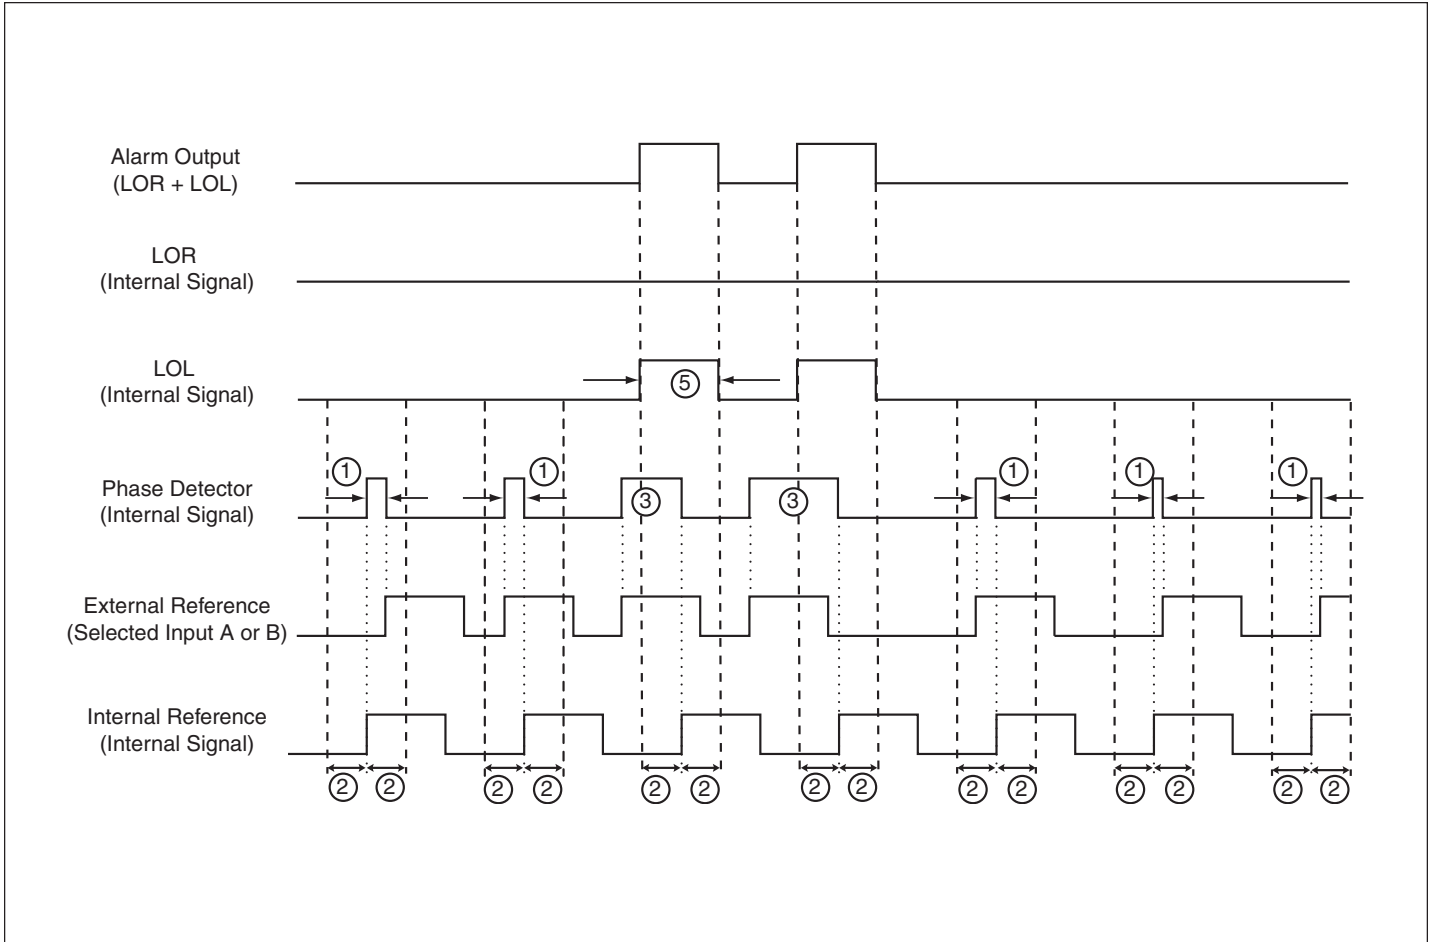 Alarm Output
(LOR + LOL)
LOR
(Internal Signal)
LOL
(Internal Signal)
5
1 1 1 1 1
Phase Detector
(Internal Signal)
3 3
External Reference
(Selected Input A or B)
Internal Reference
(Internal Signal)
2 2 2 2 2 2 2 2 2 2 2 2 2 2